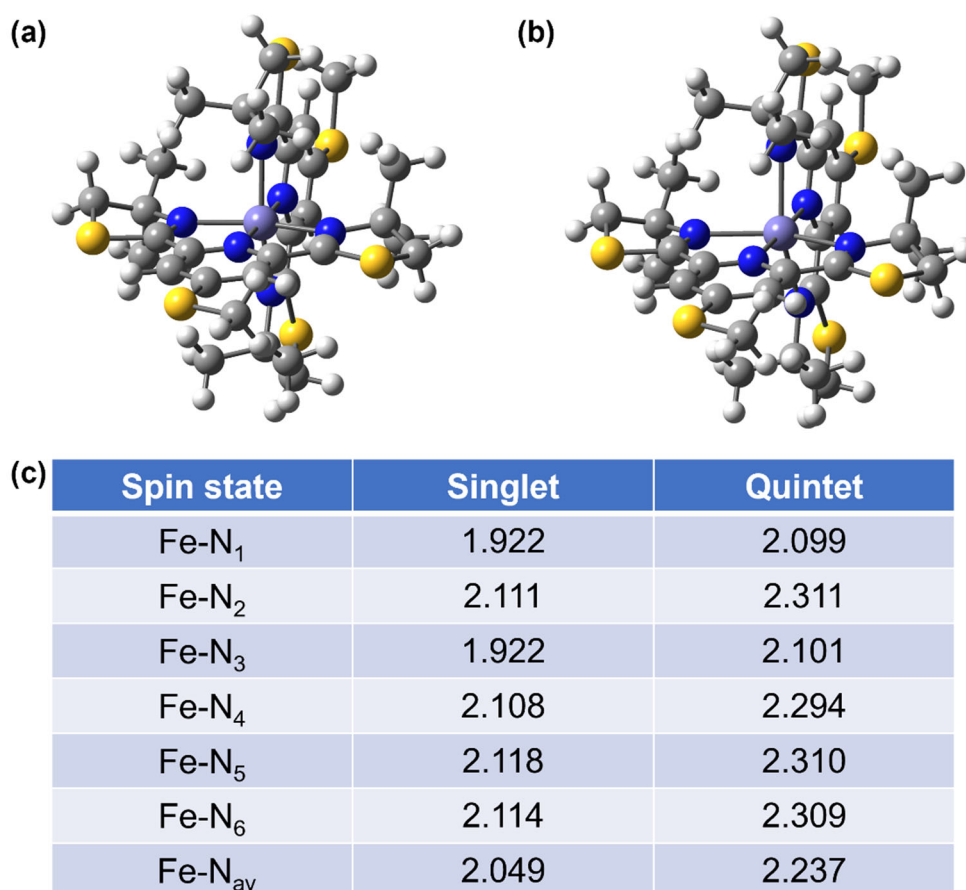 (a) (b)
(c)
Spin state Singlet Quintet
Fe-N₁ 1.922 2.099
Fe-N₂ 2.111 2.311
Fe-N₃ 1.922 2.101
Fe-N₄ 2.108 2.294
Fe-N₅ 2.118 2.310
Fe-N₆ 2.114 2.309
Fe-Nav 2.049 2.237